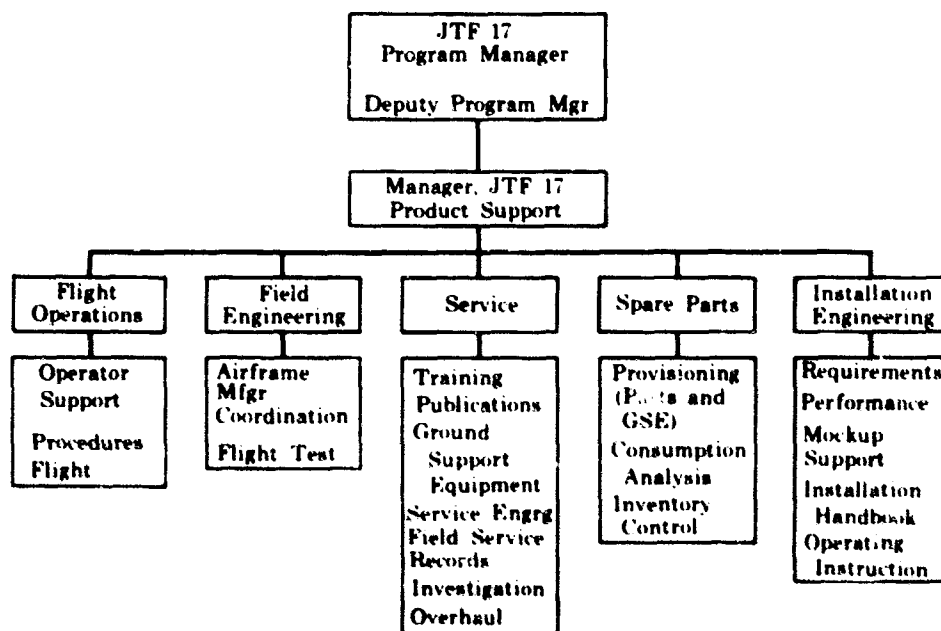 JTF 17
Program Manager
Deputy Program Mgr
Manager, JTF 17
Product Support
Flight
Operations
Field
Engineering
Service
Spare Parts
Installation
Engineering
Operator
Support
Procedures
Flight
Airframe
Mfgr
Coordination
Flight Test
Training
Publications
Ground
Support
Equipment
Service Engrg
Field Service
Records
Investigation
Overhaul
Provisioning
(Parts and
GSE)
Consumption
Analysis
Inventory
Control
Requirements
Performance
Mockup
Support
Installation
Handbook
Operating
Instruction